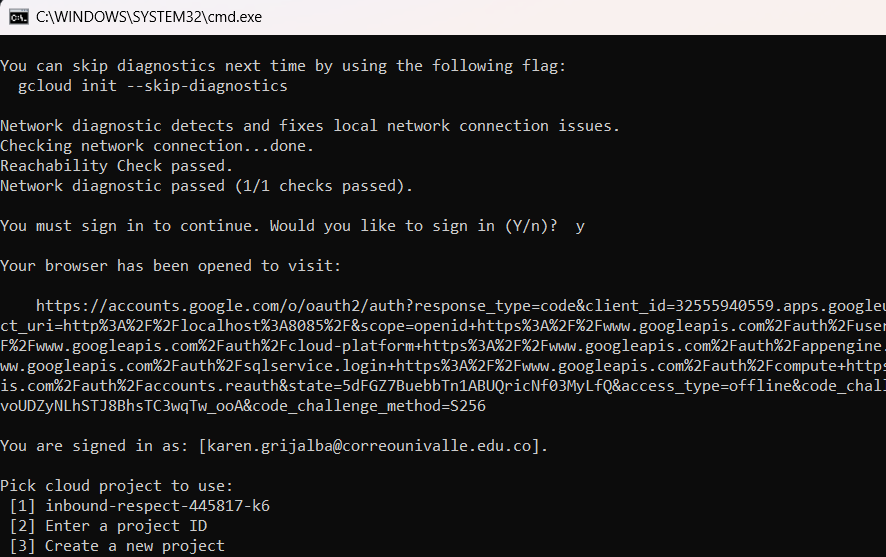 C:\WINDOWS\SYSTEM32\cmd.exe
You can skip diagnostics next time by using the following flag:
  gcloud init --skip-diagnostics
Network diagnostic detects and fixes local network connection issues.
Checking network connection...done.
Reachability Check passed.
Network diagnostic passed (1/1 checks passed).
You must sign in to continue. Would you like to sign in (Y/n)?  y
Your browser has been opened to visit:
    https://accounts.google.com/o/oauth2/auth?response_type=code&client_id=32555940559.apps.googleu
ct_uri=http%3A%2F%2Flocalhost%3A8085%2F&scope=openid+https%3A%2F%2Fwww.googleapis.com%2Fauth%2Fuser
F%2Fwww.googleapis.com%2Fauth%2Fcloud-platform+https%3A%2F%2Fwww.googleapis.com%2Fauth%2Fappengine.
ww.googleapis.com%2Fauth%2Fsqlservice.login+https%3A%2F%2Fwww.googleapis.com%2Fauth%2Fcompute+https
is.com%2Fauth%2Faccounts.reauth&state=5dFGZ7BuebbTn1ABUQricNf03MyLfQ&access_type=offline&code_chall
voUDZyNLhSTJ8BhsTC3wqTw_ooA&code_challenge_method=S256
You are signed in as: [karen.grijalba@correounivalle.edu.co].
Pick cloud project to use:
 [1] inbound-respect-445817-k6
 [2] Enter a project ID
 [3] Create a new project